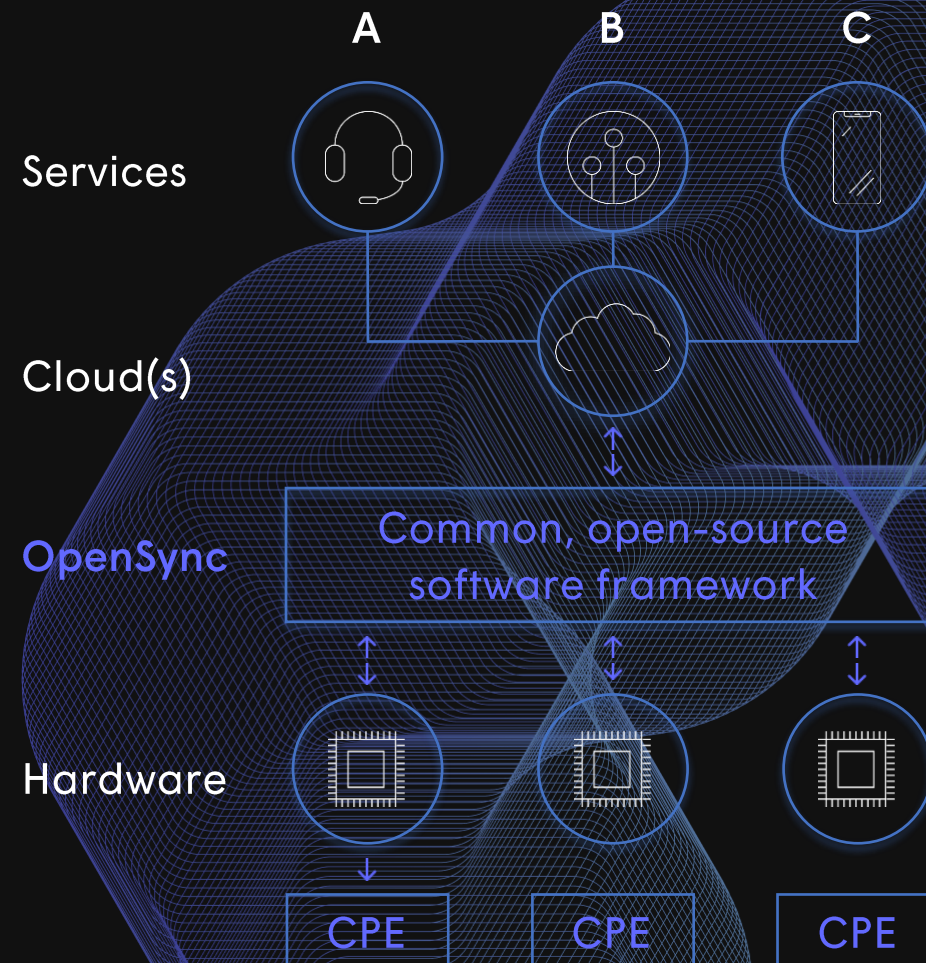 A B C
Services
Cloud(s)
OpenSync
Common, open-source
software framework
Hardware
CPE CPE CPE